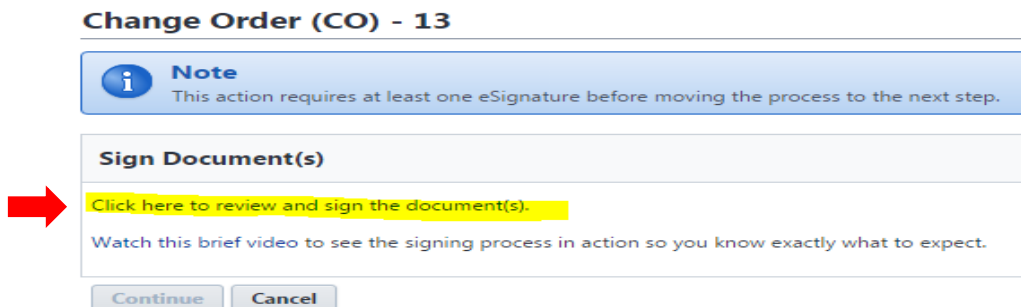 Change Order (CO) - 13
Note
This action requires at least one eSignature before moving the process to the next step.
Sign Document(s)
Click here to review and sign the document(s).
Watch this brief video to see the signing process in action so you know exactly what to expect.
Continue Cancel